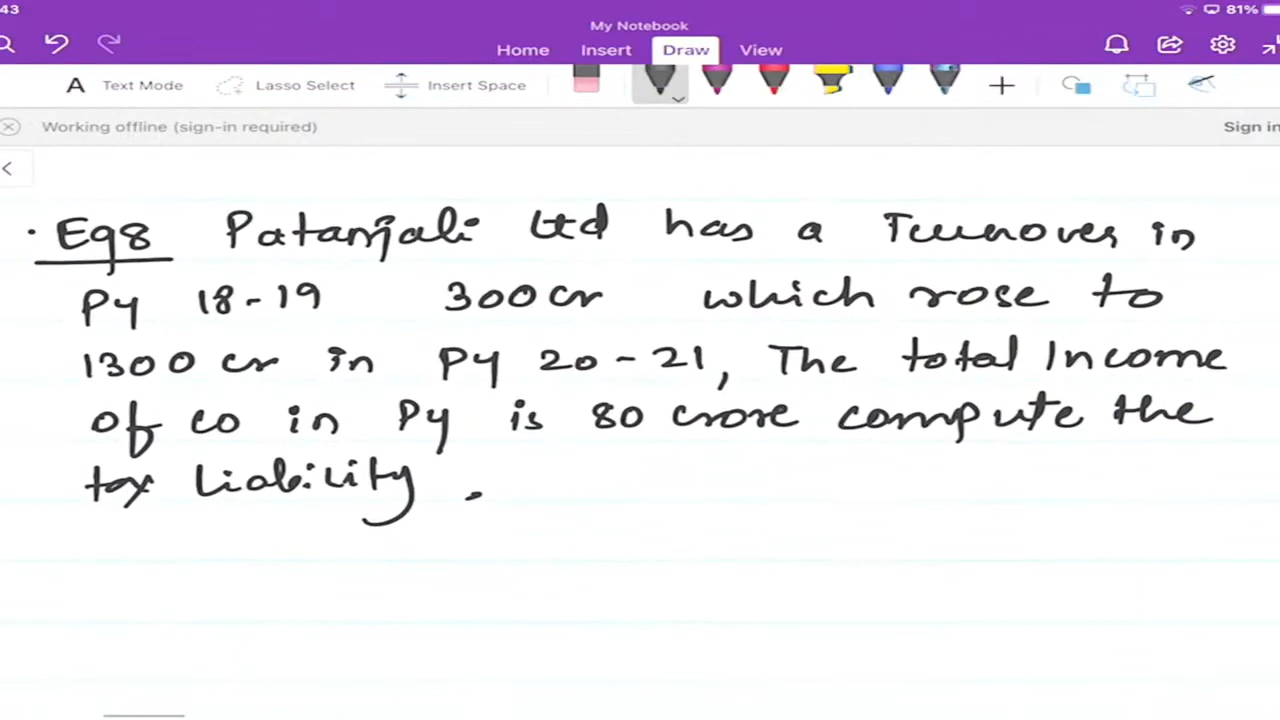 43
81%
My Notebook
Home Insert Draw View
A Text Mode Lasso Select Insert Space
Working offline (sign-in required) Sign in
Eg8 Patanjali Ltd has a Turnover in
Py 18-19 300cr which rose to
1300 cr in Py 20-21, The total Income
of co in Py is 80 crore compute the
tax liability.